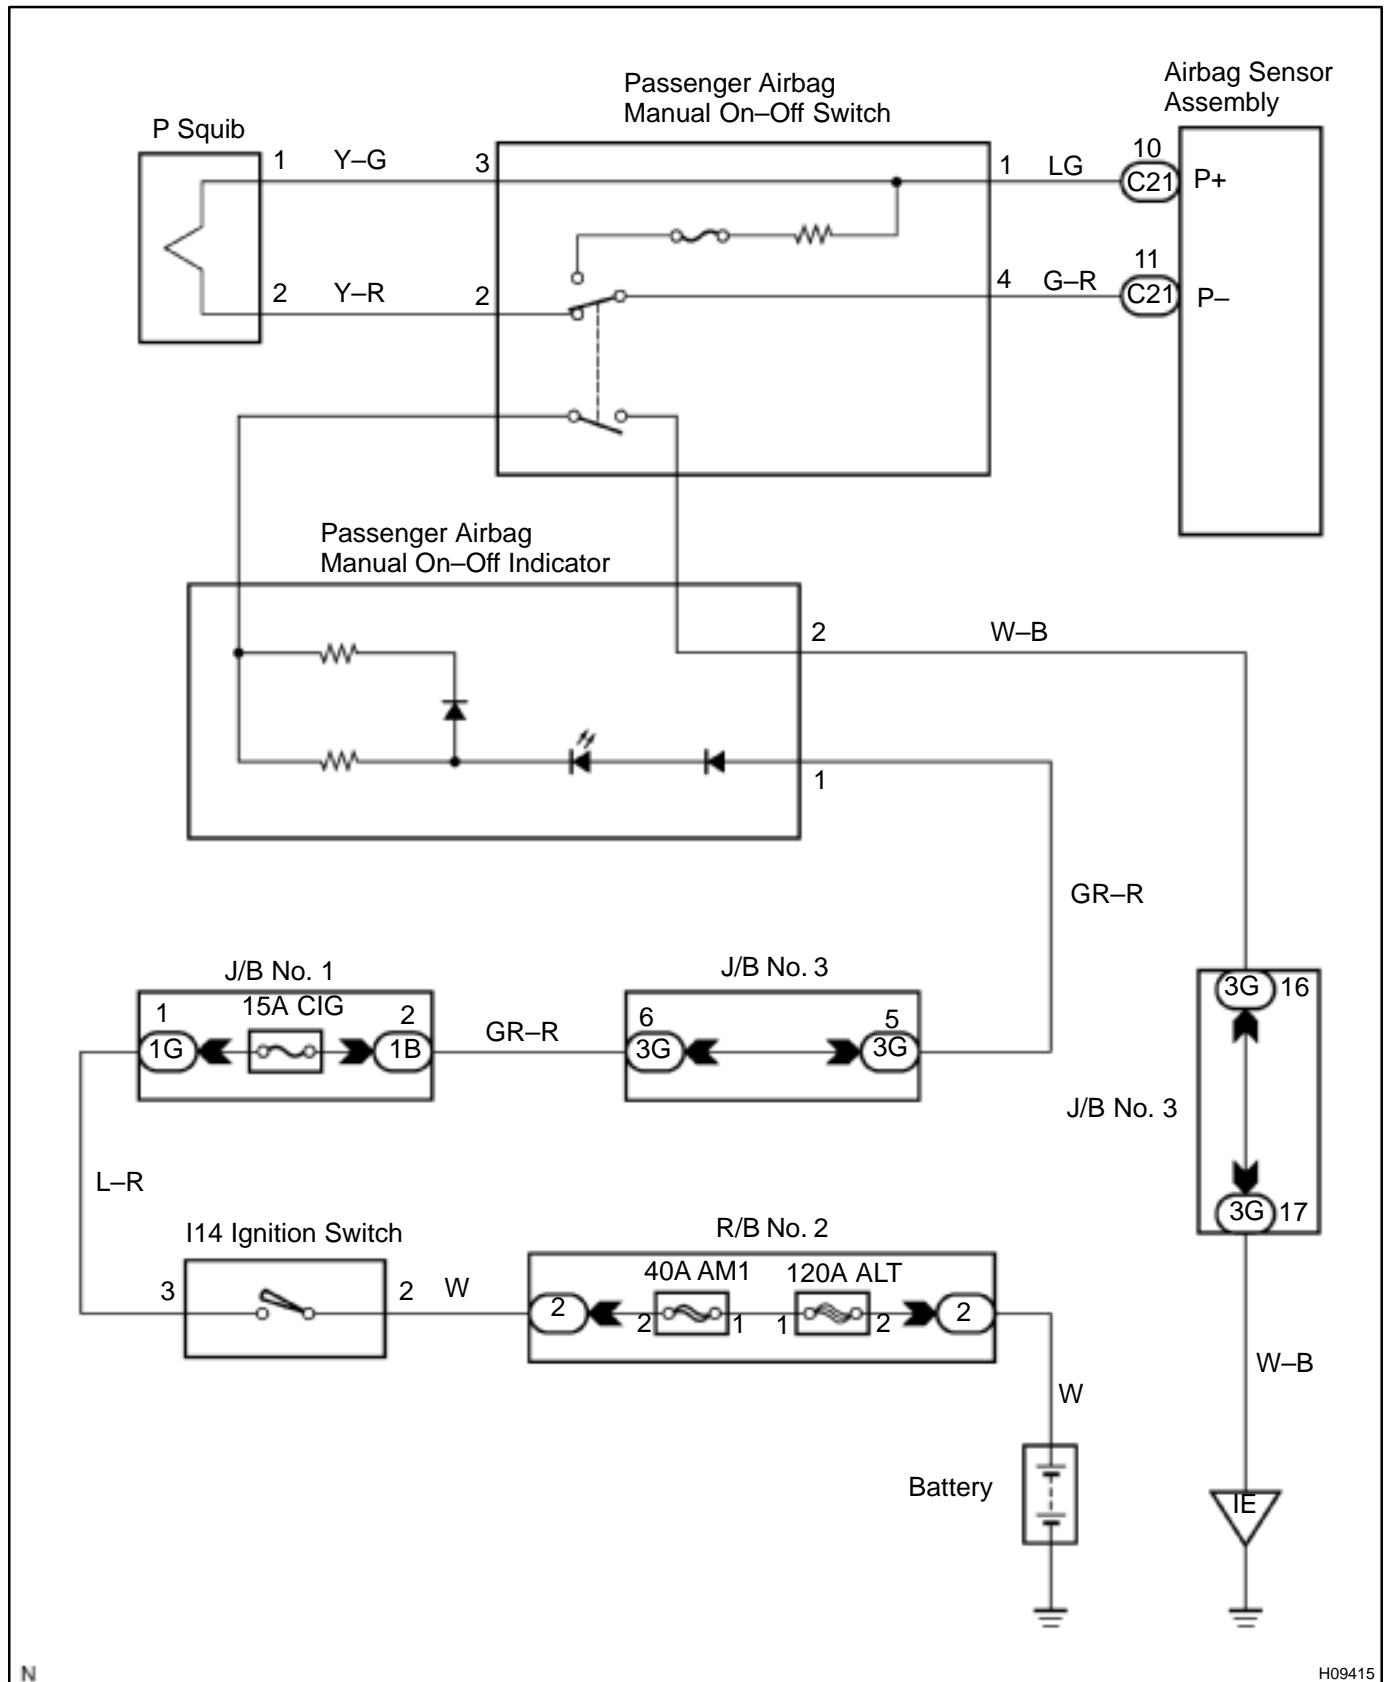 Passenger Airbag
Manual On–Off Switch
Airbag Sensor
Assembly
P Squib
1 Y–G 3
1 LG 10
C21 P+
2 Y–R 2
4 G–R 11
C21 P–
Passenger Airbag
Manual On–Off Indicator
2 W–B
1
GR–R
J/B No. 1
15A CIG
1 2
1G 1B
GR–R
J/B No. 3
6 5
3G 3G
3G 16
J/B No. 3
3G 17
L–R
I14 Ignition Switch
3 2 W
R/B No. 2
40A AM1 120A ALT
2 2 1 1 2 2
W
W–B
Battery
IE
N
H09415